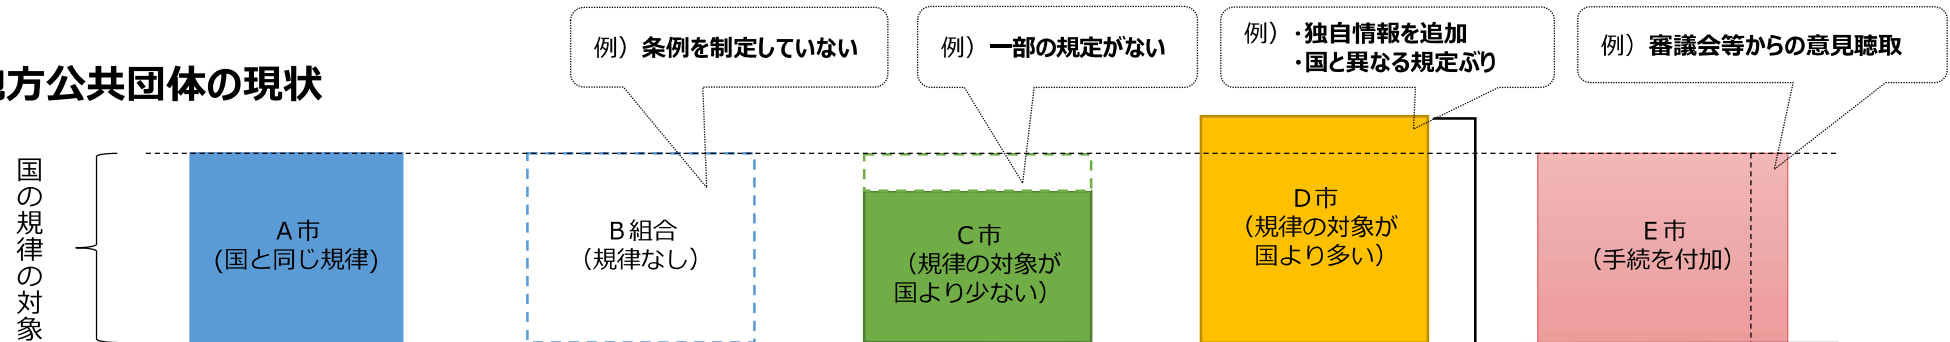 例）条例を制定していない
例）一部の規定がない
例）・独自情報を追加
・国と異なる規定ぶり
例）審議会等からの意見聴取
方公共団体の現状
国の規律の対象
A市
(国と同じ規律)
B組合
（規律なし）
C市
（規律の対象が
国より少ない）
D市
（規律の対象が
国より多い）
E市
（手続を付加）